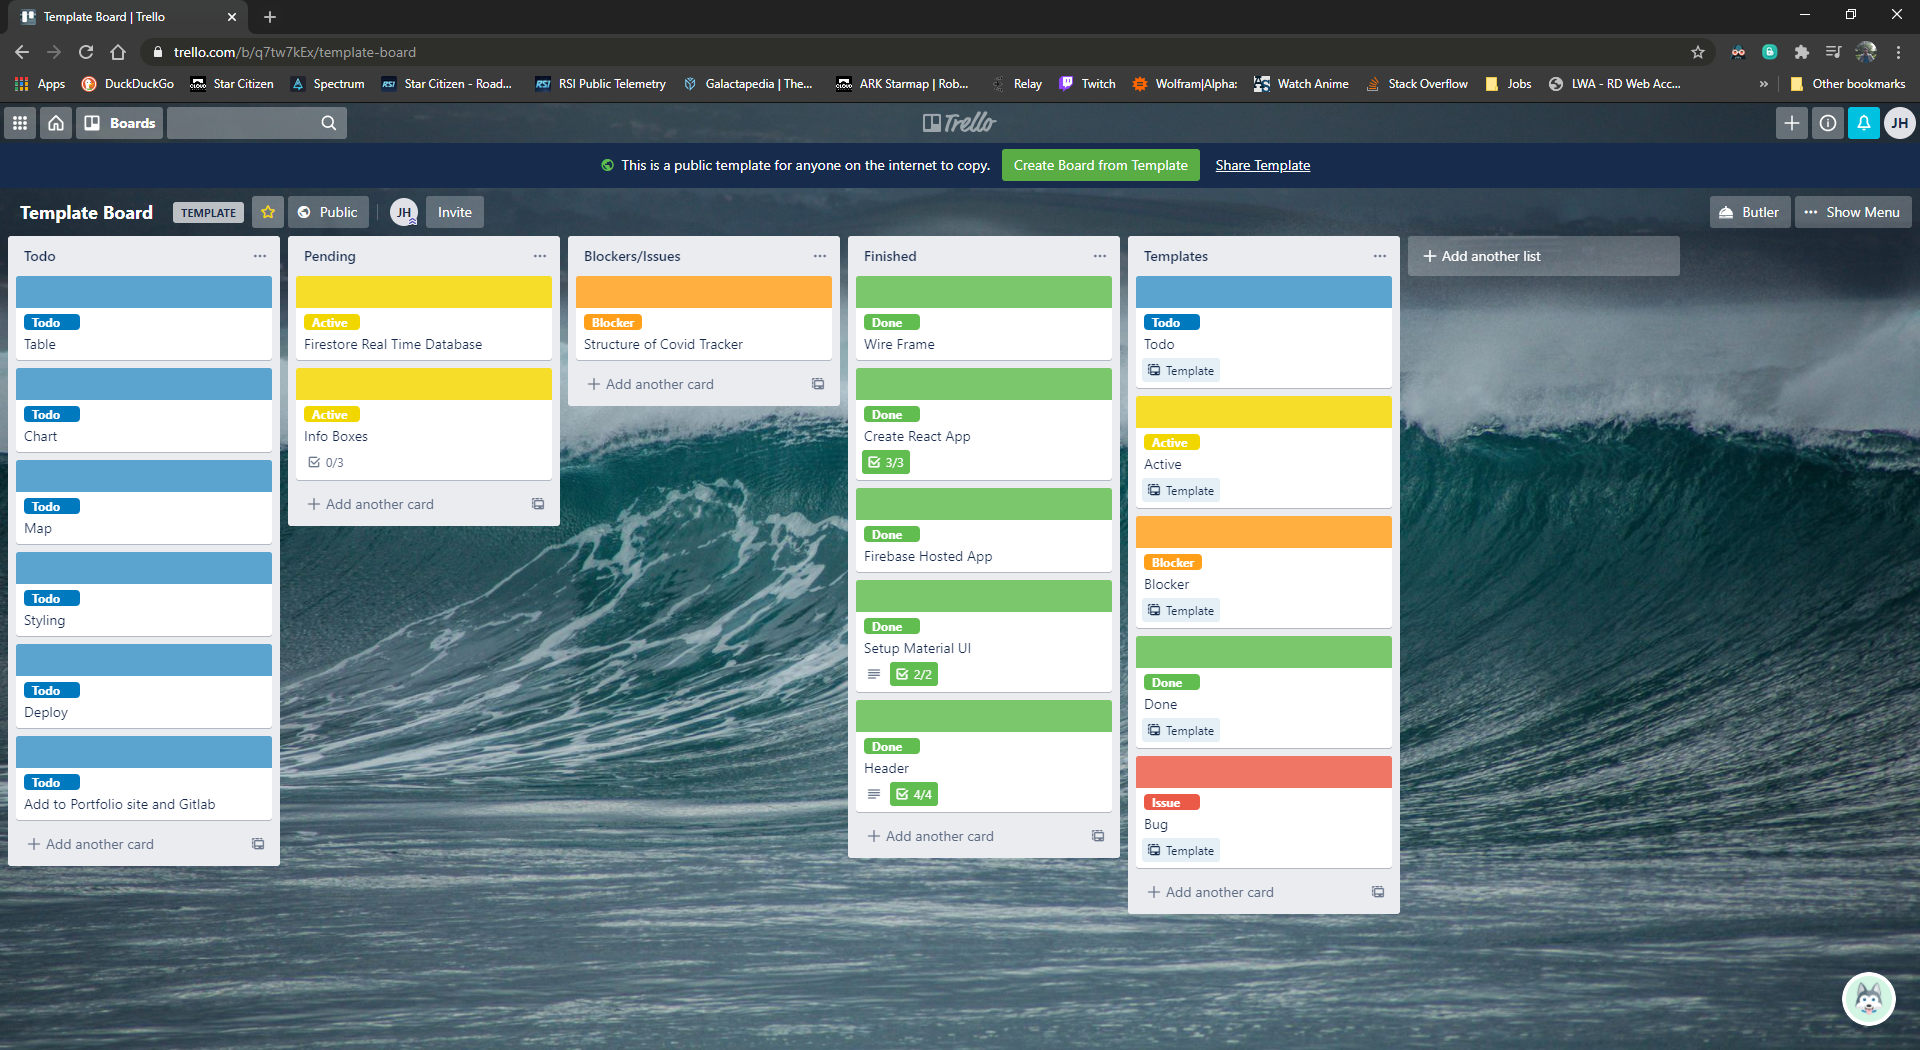 Template Board | Trello
trello.com/b/q7tw7kEx/template-board
Apps DuckDuckGo Star Citizen Spectrum Star Citizen - Road... RSI Public Telemetry Galactapedia | The... ARK Starmap | Rob... Relay Twitch Wolfram|Alpha: Watch Anime Stack Overflow Jobs LWA - RD Web Acc... » Other bookmarks
Boards
Trello
JH
This is a public template for anyone on the internet to copy. Create Board from Template Share Template
Template Board TEMPLATE Public JH Invite
Butler Show Menu
Todo
Todo
Table
Todo
Chart
Todo
Map
Todo
Styling
Todo
Deploy
Todo
Add to Portfolio site and Gitlab
Add another card
Pending
Active
Firestore Real Time Database
Active
Info Boxes
0/3
Add another card
Blockers/Issues
Blocker
Structure of Covid Tracker
Add another card
Finished
Done
Wire Frame
Done
Create React App
3/3
Done
Firebase Hosted App
Done
Setup Material UI
2/2
Done
Header
4/4
Add another card
Templates
Todo
Todo
Template
Active
Active
Template
Blocker
Blocker
Template
Done
Done
Template
Issue
Bug
Template
Add another card
Add another list